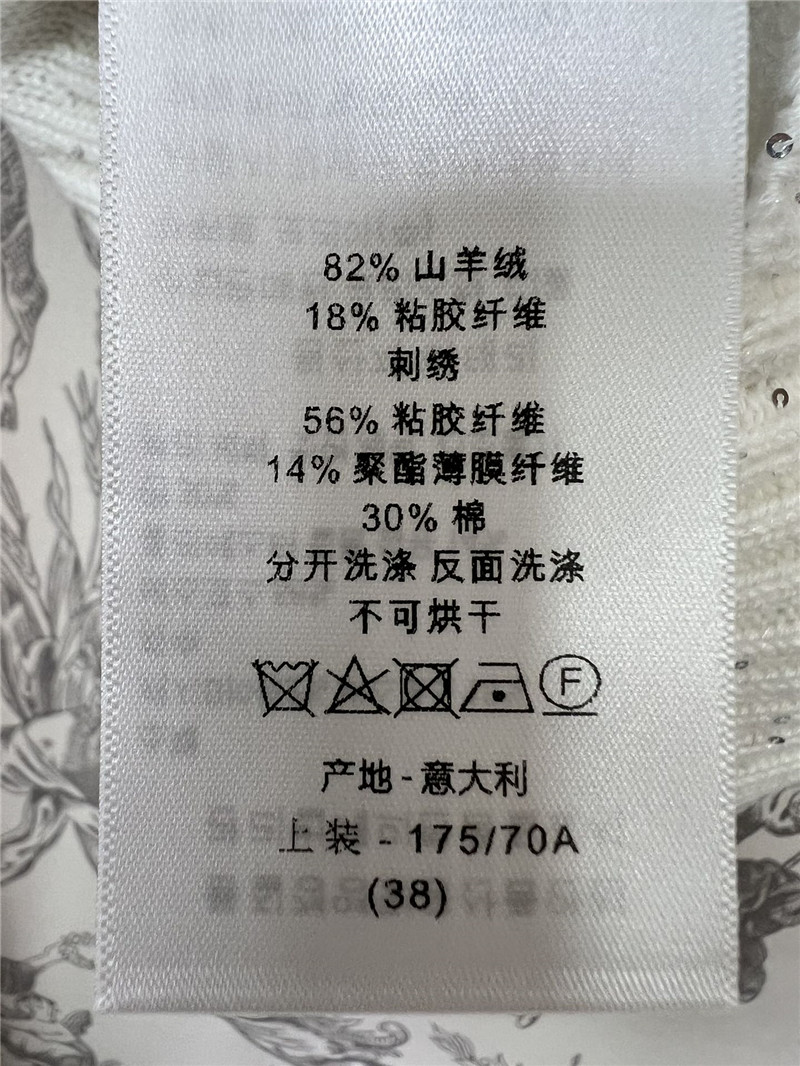 82% 山羊绒
18% 粘胶纤维
刺绣
56% 粘胶纤维
14% 聚酯薄膜纤维
30% 棉
分开洗涤 反面洗涤
不可烘干
F
产地 - 意大利
上装 - 175/70A
(38)